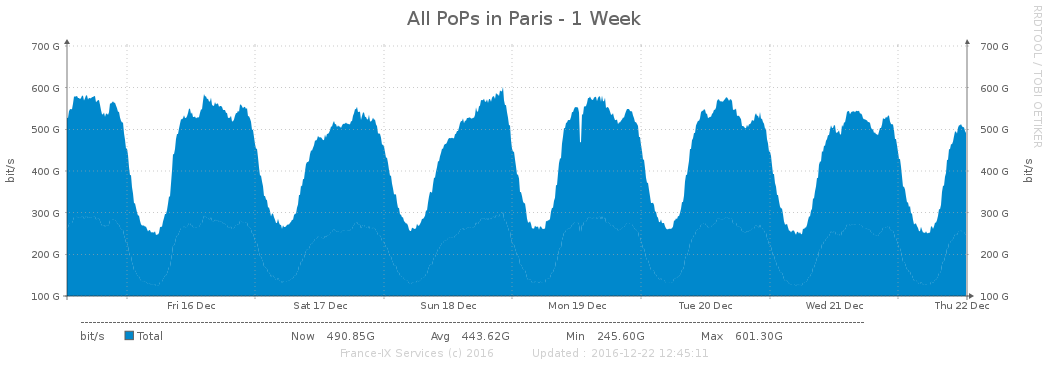 All PoPs in Paris - 1 Week
RRDTOOL / TOBI OETIKER
700 G 700 G
600 G 600 G
500 G 500 G
400 G 400 G
300 G 300 G
200 G 200 G
100 G 100 G
bit/s
bit/s
Fri 16 Dec Sat 17 Dec Sun 18 Dec Mon 19 Dec Tue 20 Dec Wed 21 Dec Thu 22 Dec
bit/s Total Now 490.85G Avg 443.62G Min 245.60G Max 601.30G
France-IX Services (c) 2016 Updated : 2016-12-22 12:45:11